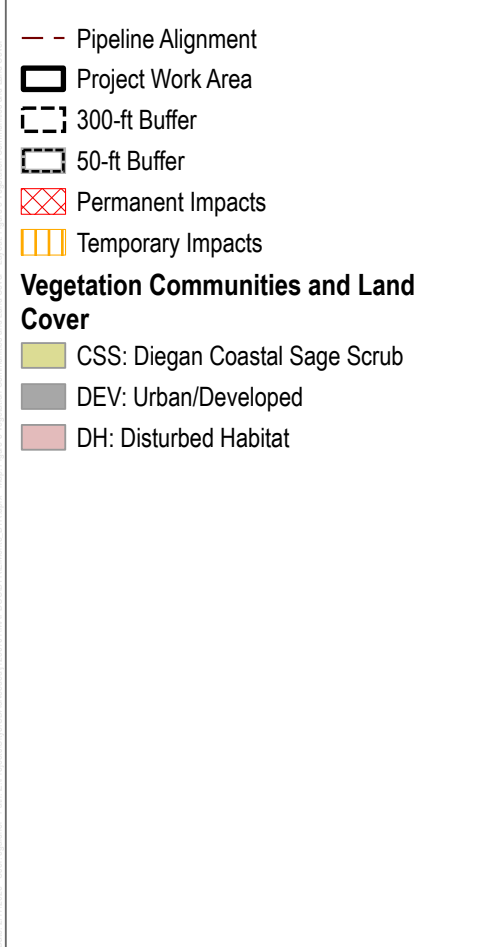 Pipeline Alignment
Project Work Area
300-ft Buffer
50-ft Buffer
Permanent Impacts
Temporary Impacts
Vegetation Communities and Land
Cover
CSS: Diegan Coastal Sage Scrub
DEV: Urban/Developed
DH: Disturbed Habitat